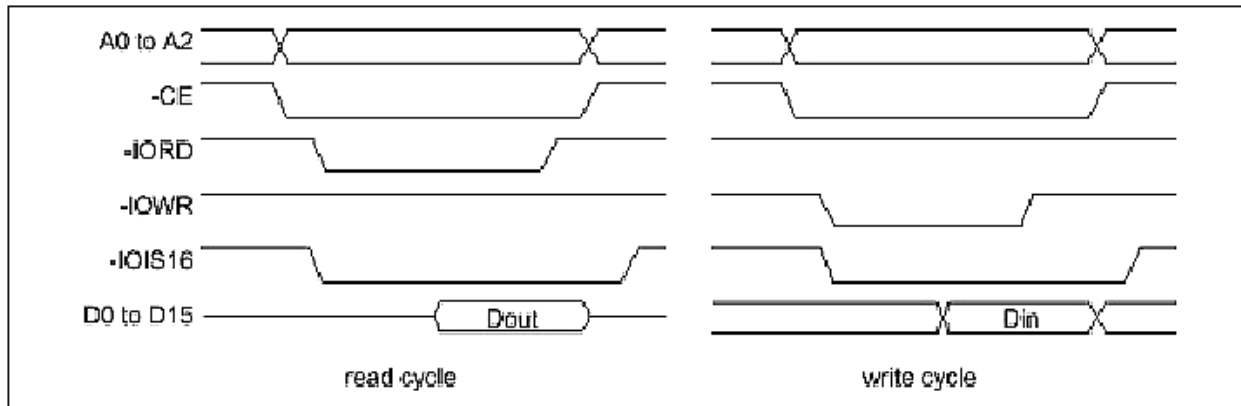 A0 to A2
-CE
-IORD
-IOWR
-IOIS16
D0 to D15
Dout
Din
read cycle
write cycle